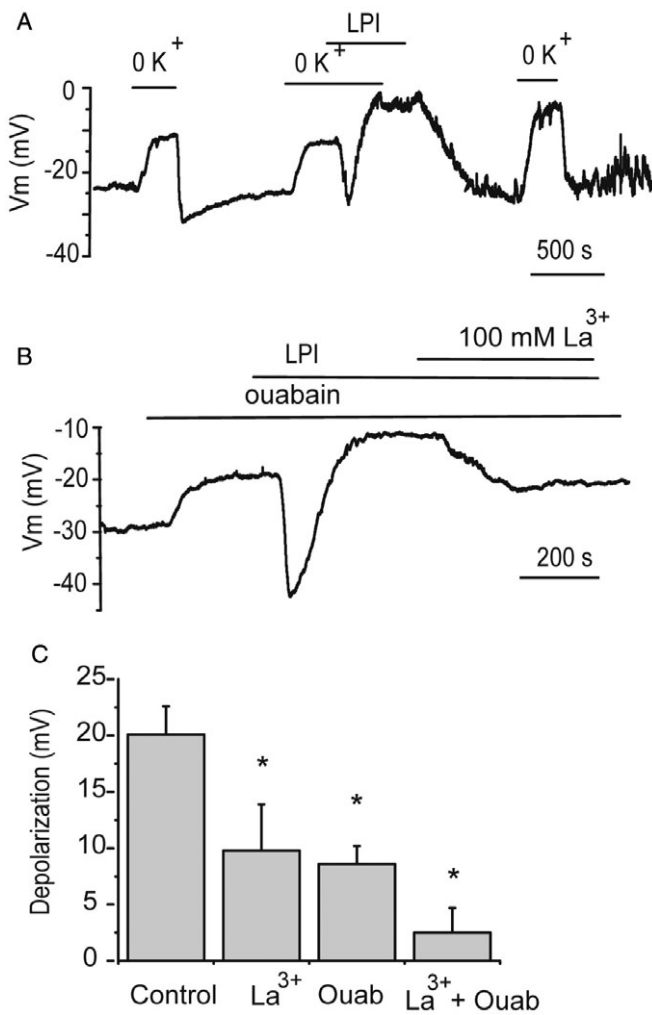 A
LPI
0 K+
0 K+
0 K+
0
-20
-40
Vm (mV)
500 s
100 mM La3+
B
LPI
ouabain
-10
-20
-30
-40
Vm (mV)
200 s
C
25
20
15
10
5
0
Depolarization (mV)
*
*
*
Control La3+ Ouab La3+ + Ouab